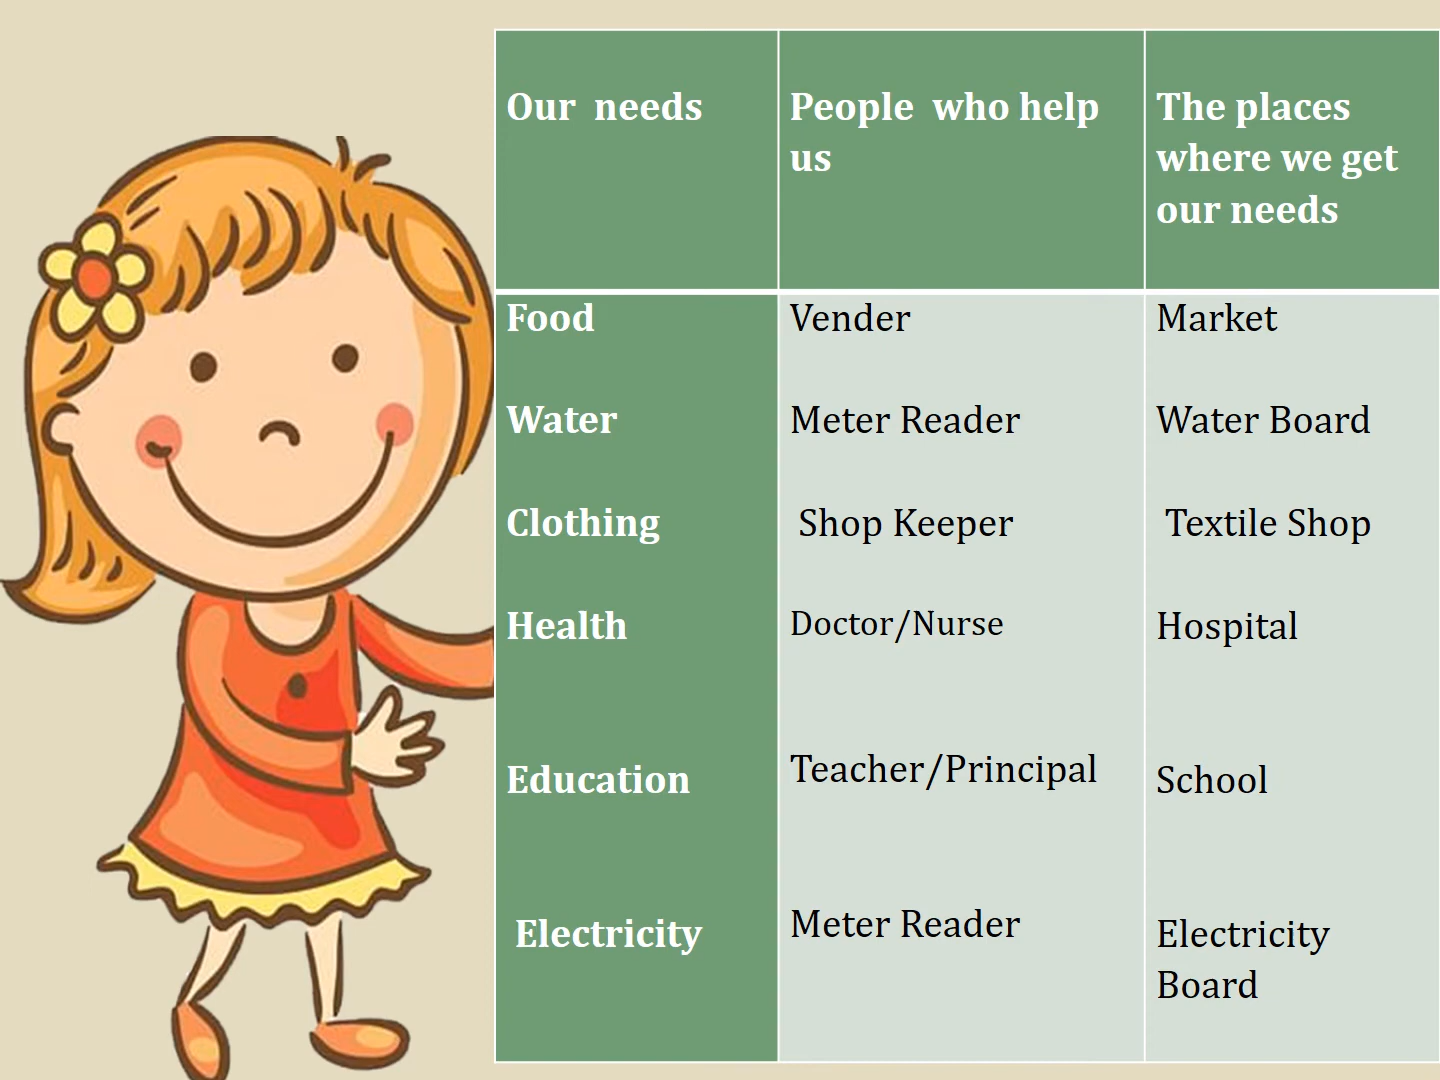 Our needs
People who help us
The places where we get our needs
Food Vender Market
Water Meter Reader Water Board
Clothing Shop Keeper Textile Shop
Health Doctor/Nurse Hospital
Education Teacher/Principal School
Electricity Meter Reader Electricity Board